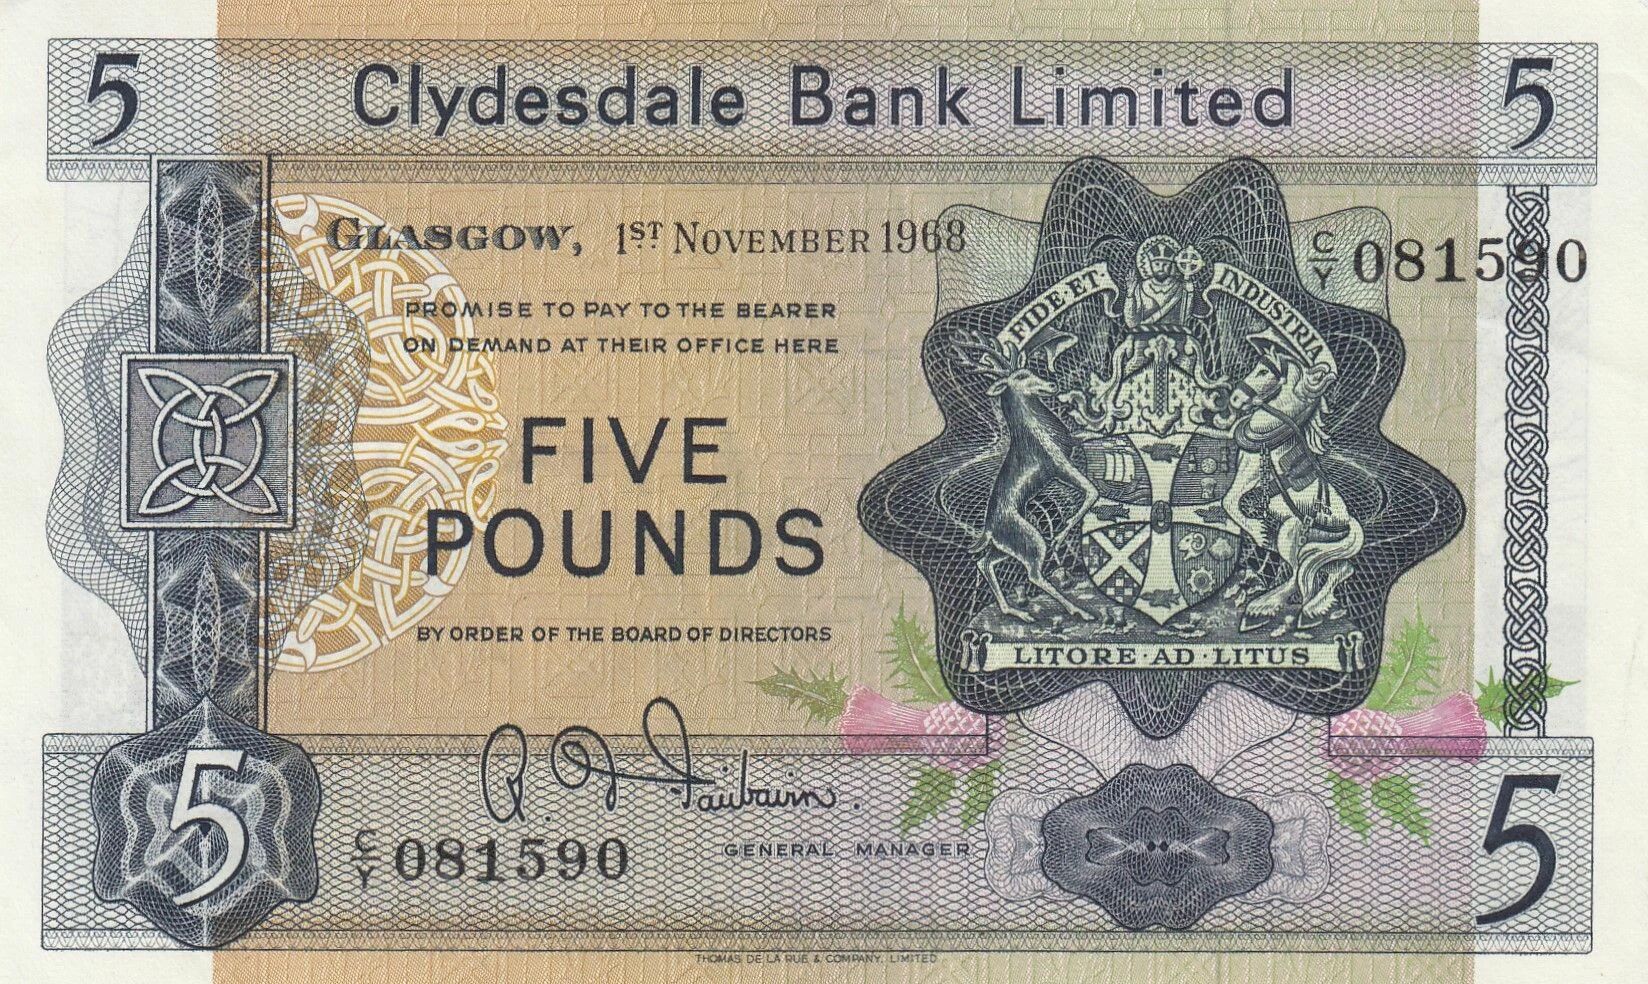 5 Clydesdale Bank Limited 5
GLASGOW, 1ST NOVEMBER 1968
C/Y 081590
PROMISE TO PAY TO THE BEARER
ON DEMAND AT THEIR OFFICE HERE
FIDE·ET· INDUSTRIA
FIVE
POUNDS
BY ORDER OF THE BOARD OF DIRECTORS
LITORE·AD·LITUS
R. D. Fairbairn.
5
C/Y 081590
GENERAL MANAGER
5
THOMAS DE LA RUE & COMPANY, LIMITED